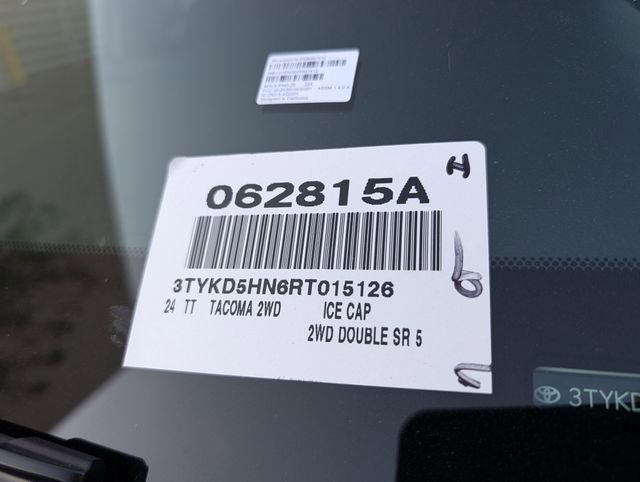 062815A
3TYKD5HN6RT015126
24 TT TACOMA 2WD ICE CAP
2WD DOUBLE SR 5
3TYKD